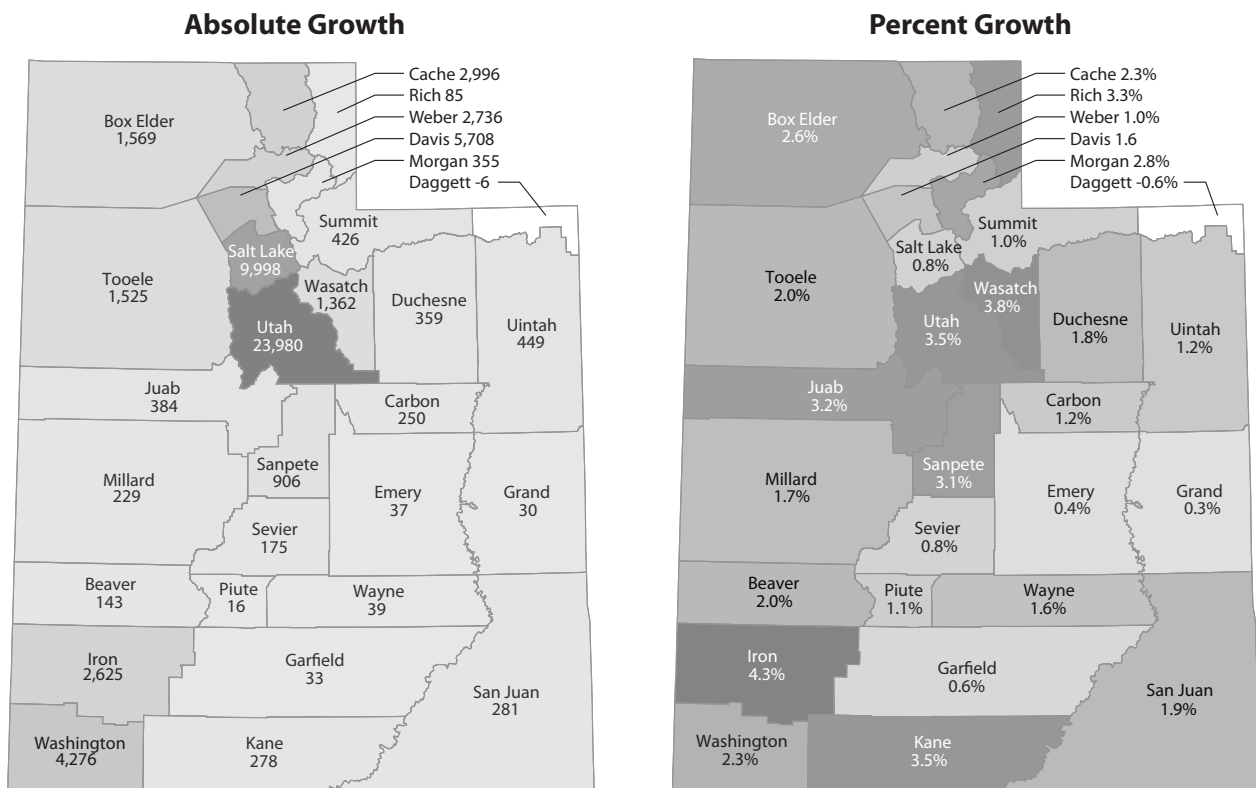 Absolute Growth
Cache 2,996
Rich 85
Weber 2,736
Davis 5,708
Morgan 355
Daggett -6
Box Elder
1,569
Summit
426
Salt Lake
9,998
Tooele
1,525
Wasatch
1,362
Duchesne
359
Uintah
449
Utah
23,980
Juab
384
Carbon
250
Millard
229
Sanpete
906
Emery
37
Grand
30
Sevier
175
Beaver
143
Piute
16
Wayne
39
Iron
2,625
Garfield
33
San Juan
281
Washington
4,276
Kane
278
Percent Growth
Cache 2.3%
Rich 3.3%
Weber 1.0%
Davis 1.6
Morgan 2.8%
Daggett -0.6%
Box Elder
2.6%
Summit
1.0%
Salt Lake
0.8%
Tooele
2.0%
Wasatch
3.8%
Duchesne
1.8%
Uintah
1.2%
Utah
3.5%
Juab
3.2%
Carbon
1.2%
Millard
1.7%
Sanpete
3.1%
Emery
0.4%
Grand
0.3%
Sevier
0.8%
Beaver
2.0%
Piute
1.1%
Wayne
1.6%
Iron
4.3%
Garfield
0.6%
San Juan
1.9%
Washington
2.3%
Kane
3.5%